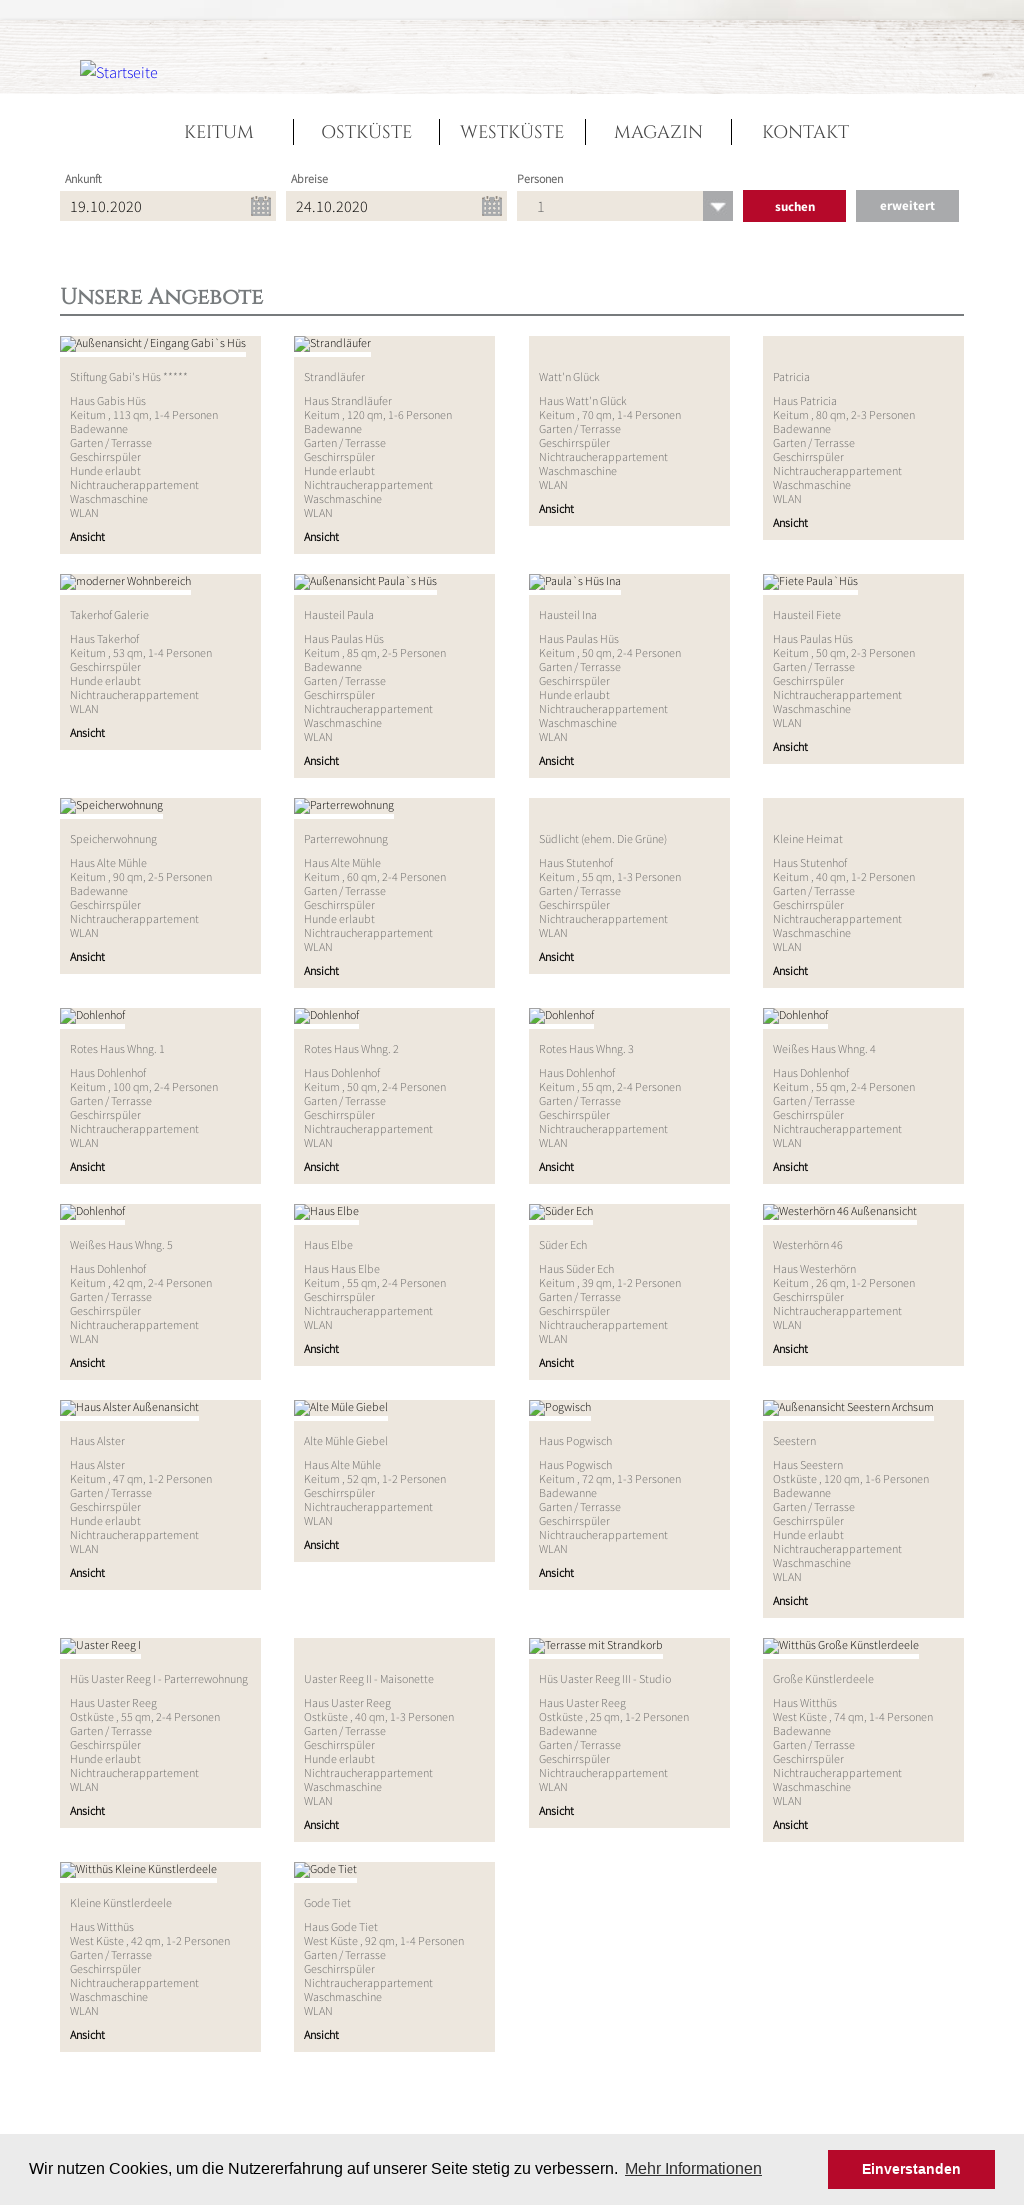 Startseite
KEITUM
OSTKÜSTE
WESTKÜSTE
MAGAZIN
KONTAKT
Ankunft
Abreise
Personen
19.10.2020
24.10.2020
1
suchen
erweitert
Unsere Angebote
Außenansicht / Eingang Gabi`s Hüs
Stiftung Gabi's Hüs *****
Haus Gabis Hüs
Keitum , 113 qm, 1-4 Personen
Badewanne
Garten / Terrasse
Geschirrspüler
Hunde erlaubt
Nichtraucherappartement
Waschmaschine
WLAN
Ansicht
Strandläufer
Strandläufer
Haus Strandläufer
Keitum , 120 qm, 1-6 Personen
Badewanne
Garten / Terrasse
Geschirrspüler
Hunde erlaubt
Nichtraucherappartement
Waschmaschine
WLAN
Ansicht
Watt'n Glück
Haus Watt'n Glück
Keitum , 70 qm, 1-4 Personen
Garten / Terrasse
Geschirrspüler
Nichtraucherappartement
Waschmaschine
WLAN
Ansicht
Patricia
Haus Patricia
Keitum , 80 qm, 2-3 Personen
Badewanne
Garten / Terrasse
Geschirrspüler
Nichtraucherappartement
Waschmaschine
WLAN
Ansicht
moderner Wohnbereich
Takerhof Galerie
Haus Takerhof
Keitum , 53 qm, 1-4 Personen
Geschirrspüler
Hunde erlaubt
Nichtraucherappartement
WLAN
Ansicht
Außenansicht Paula`s Hüs
Hausteil Paula
Haus Paulas Hüs
Keitum , 85 qm, 2-5 Personen
Badewanne
Garten / Terrasse
Geschirrspüler
Nichtraucherappartement
Waschmaschine
WLAN
Ansicht
Paula`s Hüs Ina
Hausteil Ina
Haus Paulas Hüs
Keitum , 50 qm, 2-4 Personen
Garten / Terrasse
Geschirrspüler
Hunde erlaubt
Nichtraucherappartement
Waschmaschine
WLAN
Ansicht
Fiete Paula`Hüs
Hausteil Fiete
Haus Paulas Hüs
Keitum , 50 qm, 2-3 Personen
Garten / Terrasse
Geschirrspüler
Nichtraucherappartement
Waschmaschine
WLAN
Ansicht
Speicherwohnung
Speicherwohnung
Haus Alte Mühle
Keitum , 90 qm, 2-5 Personen
Badewanne
Geschirrspüler
Nichtraucherappartement
WLAN
Ansicht
Parterrewohnung
Parterrewohnung
Haus Alte Mühle
Keitum , 60 qm, 2-4 Personen
Garten / Terrasse
Geschirrspüler
Hunde erlaubt
Nichtraucherappartement
WLAN
Ansicht
Südlicht (ehem. Die Grüne)
Haus Stutenhof
Keitum , 55 qm, 1-3 Personen
Garten / Terrasse
Geschirrspüler
Nichtraucherappartement
WLAN
Ansicht
Kleine Heimat
Haus Stutenhof
Keitum , 40 qm, 1-2 Personen
Garten / Terrasse
Geschirrspüler
Nichtraucherappartement
Waschmaschine
WLAN
Ansicht
Dohlenhof
Rotes Haus Whng. 1
Haus Dohlenhof
Keitum , 100 qm, 2-4 Personen
Garten / Terrasse
Geschirrspüler
Nichtraucherappartement
WLAN
Ansicht
Dohlenhof
Rotes Haus Whng. 2
Haus Dohlenhof
Keitum , 50 qm, 2-4 Personen
Garten / Terrasse
Geschirrspüler
Nichtraucherappartement
WLAN
Ansicht
Dohlenhof
Rotes Haus Whng. 3
Haus Dohlenhof
Keitum , 55 qm, 2-4 Personen
Garten / Terrasse
Geschirrspüler
Nichtraucherappartement
WLAN
Ansicht
Dohlenhof
Weißes Haus Whng. 4
Haus Dohlenhof
Keitum , 55 qm, 2-4 Personen
Garten / Terrasse
Geschirrspüler
Nichtraucherappartement
WLAN
Ansicht
Dohlenhof
Weißes Haus Whng. 5
Haus Dohlenhof
Keitum , 42 qm, 2-4 Personen
Garten / Terrasse
Geschirrspüler
Nichtraucherappartement
WLAN
Ansicht
Haus Elbe
Haus Elbe
Haus Haus Elbe
Keitum , 55 qm, 2-4 Personen
Geschirrspüler
Nichtraucherappartement
WLAN
Ansicht
Süder Ech
Süder Ech
Haus Süder Ech
Keitum , 39 qm, 1-2 Personen
Garten / Terrasse
Geschirrspüler
Nichtraucherappartement
WLAN
Ansicht
Westerhörn 46 Außenansicht
Westerhörn 46
Haus Westerhörn
Keitum , 26 qm, 1-2 Personen
Geschirrspüler
Nichtraucherappartement
WLAN
Ansicht
Haus Alster Außenansicht
Haus Alster
Haus Alster
Keitum , 47 qm, 1-2 Personen
Garten / Terrasse
Geschirrspüler
Hunde erlaubt
Nichtraucherappartement
WLAN
Ansicht
Alte Müle Giebel
Alte Mühle Giebel
Haus Alte Mühle
Keitum , 52 qm, 1-2 Personen
Geschirrspüler
Nichtraucherappartement
WLAN
Ansicht
Pogwisch
Haus Pogwisch
Haus Pogwisch
Keitum , 72 qm, 1-3 Personen
Badewanne
Garten / Terrasse
Geschirrspüler
Nichtraucherappartement
WLAN
Ansicht
Außenansicht Seestern Archsum
Seestern
Haus Seestern
Ostküste , 120 qm, 1-6 Personen
Badewanne
Garten / Terrasse
Geschirrspüler
Hunde erlaubt
Nichtraucherappartement
Waschmaschine
WLAN
Ansicht
Uaster Reeg I
Hüs Uaster Reeg I - Parterrewohnung
Haus Uaster Reeg
Ostküste , 55 qm, 2-4 Personen
Garten / Terrasse
Geschirrspüler
Hunde erlaubt
Nichtraucherappartement
WLAN
Ansicht
Uaster Reeg II - Maisonette
Haus Uaster Reeg
Ostküste , 40 qm, 1-3 Personen
Garten / Terrasse
Geschirrspüler
Hunde erlaubt
Nichtraucherappartement
Waschmaschine
WLAN
Ansicht
Terrasse mit Strandkorb
Hüs Uaster Reeg III - Studio
Haus Uaster Reeg
Ostküste , 25 qm, 1-2 Personen
Badewanne
Garten / Terrasse
Geschirrspüler
Nichtraucherappartement
WLAN
Ansicht
Witthüs Große Künstlerdeele
Große Künstlerdeele
Haus Witthüs
West Küste , 74 qm, 1-4 Personen
Badewanne
Garten / Terrasse
Geschirrspüler
Nichtraucherappartement
Waschmaschine
WLAN
Ansicht
Witthüs Kleine Künstlerdeele
Kleine Künstlerdeele
Haus Witthüs
West Küste , 42 qm, 1-2 Personen
Garten / Terrasse
Geschirrspüler
Nichtraucherappartement
Waschmaschine
WLAN
Ansicht
Gode Tiet
Gode Tiet
Haus Gode Tiet
West Küste , 92 qm, 1-4 Personen
Garten / Terrasse
Geschirrspüler
Nichtraucherappartement
Waschmaschine
WLAN
Ansicht
Wir nutzen Cookies, um die Nutzererfahrung auf unserer Seite stetig zu verbessern. Mehr Informationen
Einverstanden